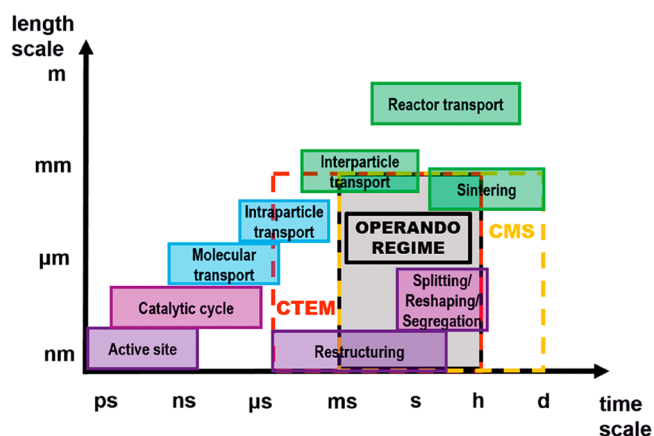 length
scale
m
Reactor transport
mm
Interparticle
transport
Sintering
Intraparticle
transport
OPERANDO
REGIME
CMS
µm
Molecular
transport
Splitting/
Reshaping/
Segregation
Catalytic cycle
CTEM
nm
Active site
Restructuring
ps ns µs ms s h d
time
scale